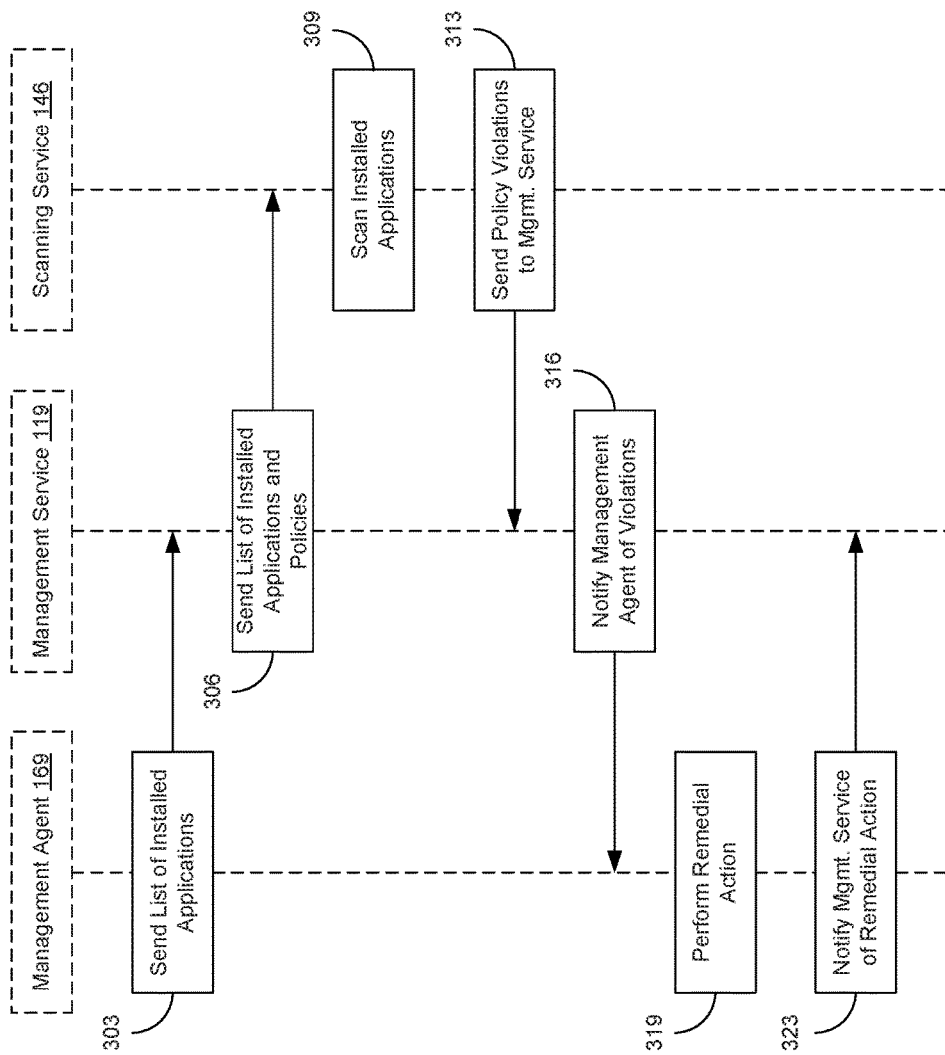 Management Agent 169
Management Service 119
Scanning Service 146
303
Send List of Installed
Applications
306
Send List of Installed
Applications and
Policies
309
Scan Installed
Applications
313
Send Policy Violations
to Mgmt. Service
316
Notify Management
Agent of Violations
319
Perform Remedial
Action
323
Notify Mgmt. Service
of Remedial Action